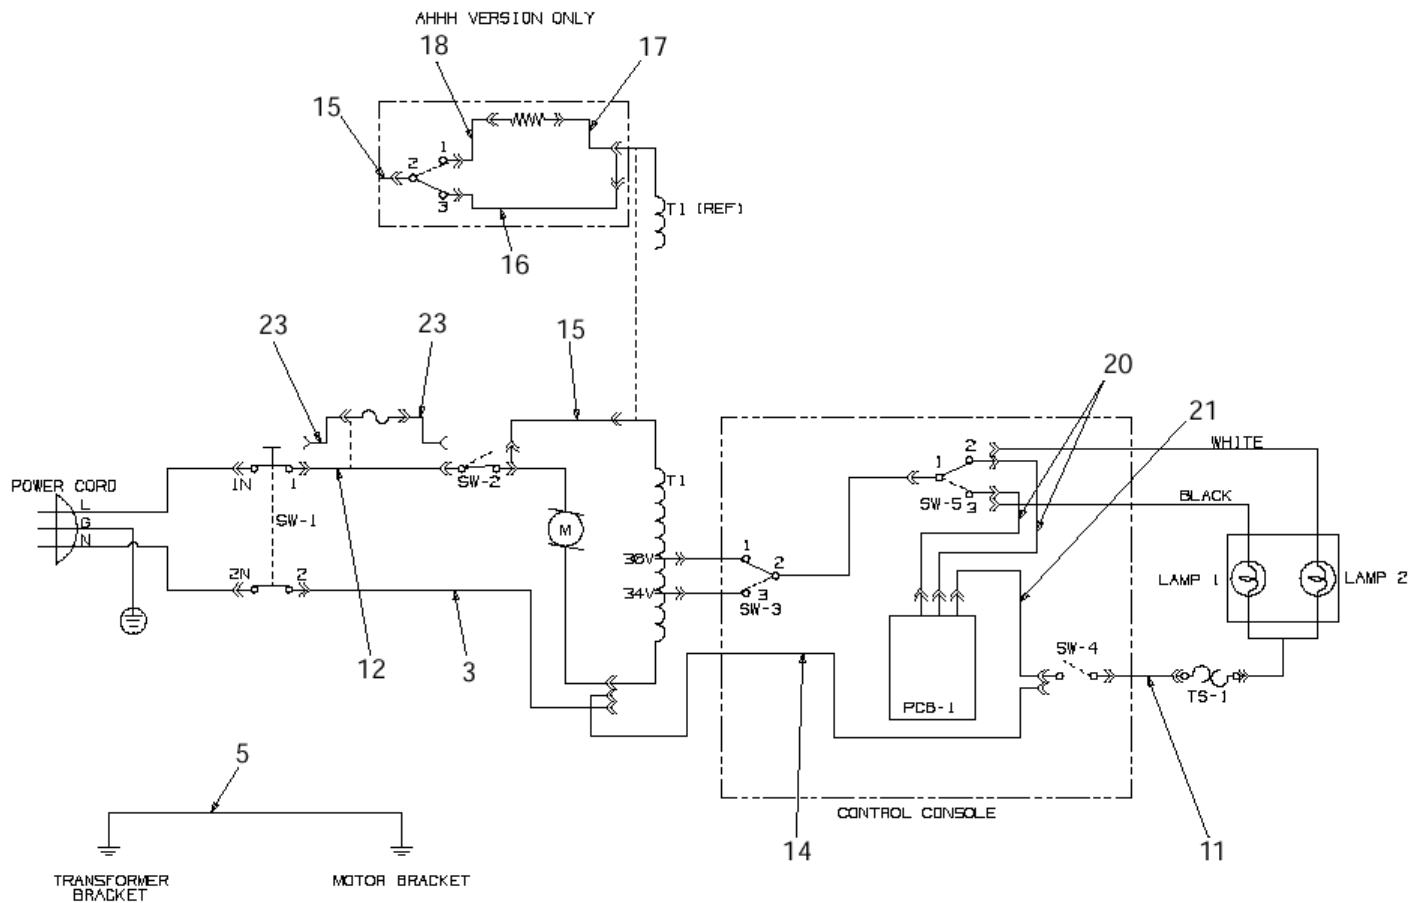 AHHH VERSION ONLY
18
17
15
1
2
3
T1 (REF)
16
23
23
15
20
21
2
WHITE
1
T1
SW-2
POWER CORD
1N
1
L
SW-5
3
BLACK
G
SW-1
M
N
38V
1
2
2N
2
34V
3
SW-3
LAMP 1
LAMP 2
SW-4
12
3
TS-1
PCB-1
5
CONTROL CONSOLE
14
11
TRANSFORMER
BRACKET
MOTOR BRACKET